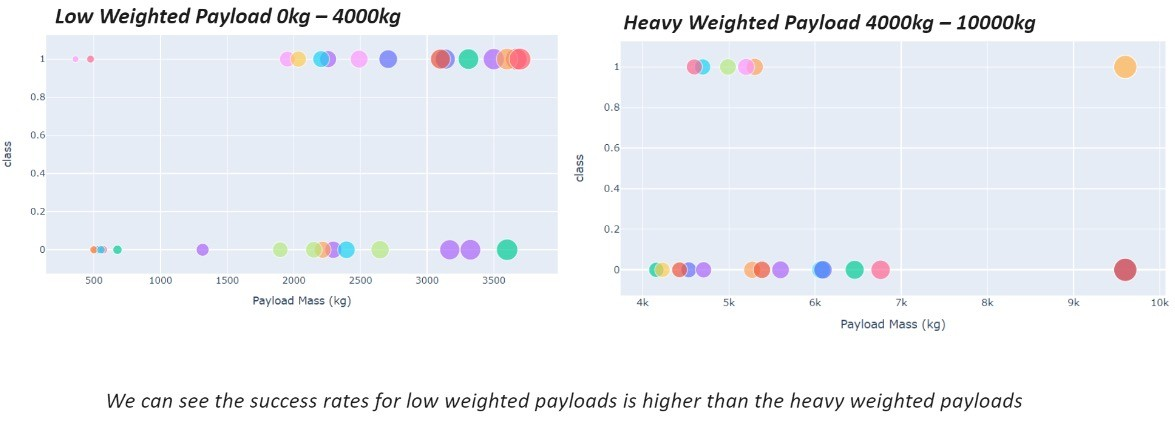 Low Weighted Payload 0kg – 4000kg
class
1
0.8
0.6
0.4
0.2
0
500 1000 1500 2000 2500 3000 3500
Payload Mass (kg)
Heavy Weighted Payload 4000kg – 10000kg
class
1
0.8
0.6
0.4
0.2
0
4k 5k 6k 7k 8k 9k 10k
Payload Mass (kg)
We can see the success rates for low weighted payloads is higher than the heavy weighted payloads